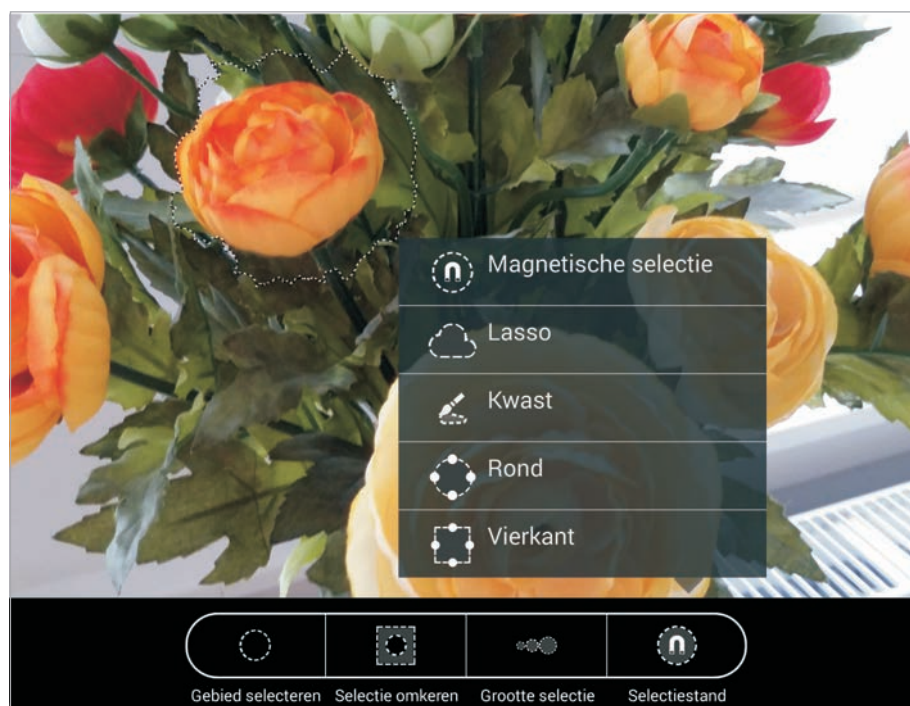 Magnetische selectie
Lasso
Kwast
Rond
Vierkant
Gebied selecteren Selectie omkeren Grootte selectie Selectiestand